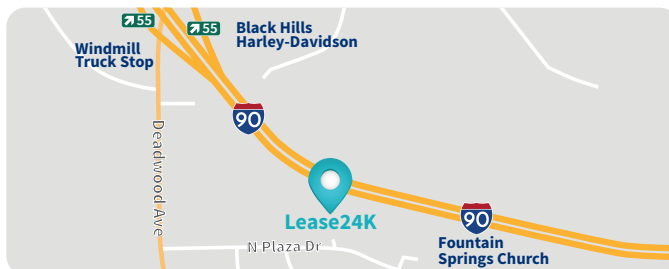 55
55
Black Hills
Harley-Davidson
Windmill
Truck Stop
90
Deadwood Ave
Lease24K
90
N Plaza Dr
Fountain
Springs Church